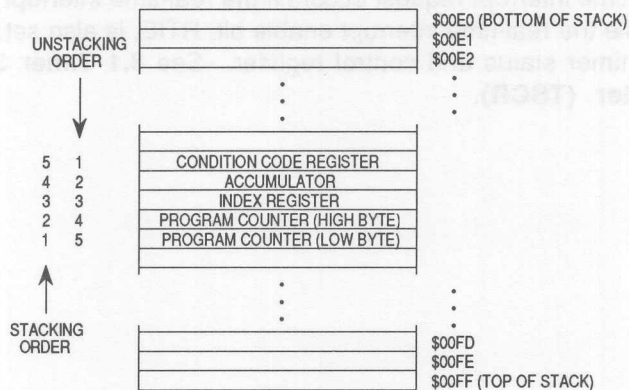 $00E0 (BOTTOM OF STACK)
$00E1
$00E2
UNSTACKING
ORDER
5 1 CONDITION CODE REGISTER
4 2 ACCUMULATOR
3 3 INDEX REGISTER
2 4 PROGRAM COUNTER (HIGH BYTE)
1 5 PROGRAM COUNTER (LOW BYTE)
STACKING
ORDER
$00FD
$00FE
$00FF (TOP OF STACK)